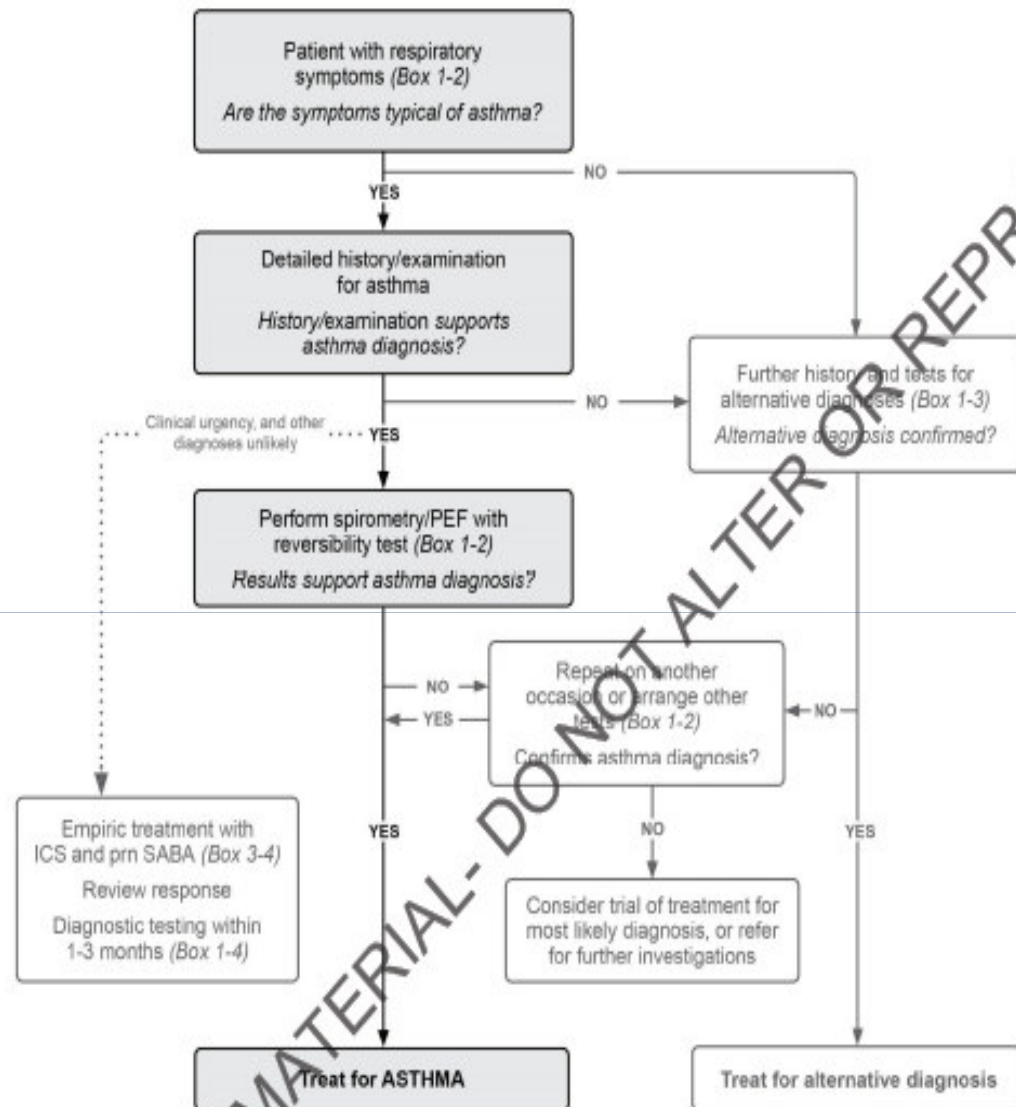 Patient with respiratory
symptoms (Box 1-2)
Are the symptoms typical of asthma?
NO
YES
Detailed history/examination
for asthma
History/examination supports
asthma diagnosis?
Further history and tests for
alternative diagnoses (Box 1-3)
Alternative diagnosis confirmed?
NO
Clinical urgency, and other
diagnoses unlikely
YES
Perform spirometry/PEF with
reversibility test (Box 1-2)
Results support asthma diagnosis?
Repeat on another
occasion or arrange other
tests (Box 1-2)
Confirms asthma diagnosis?
NO
YES
NO
Empiric treatment with
ICS and prn SABA (Box 3-4)
Review response
Diagnostic testing within
1-3 months (Box 1-4)
YES
NO
YES
Consider trial of treatment for
most likely diagnosis, or refer
for further investigations
Treat for ASTHMA
Treat for alternative diagnosis
MATERIAL- DO NOT ALTER OR REPR